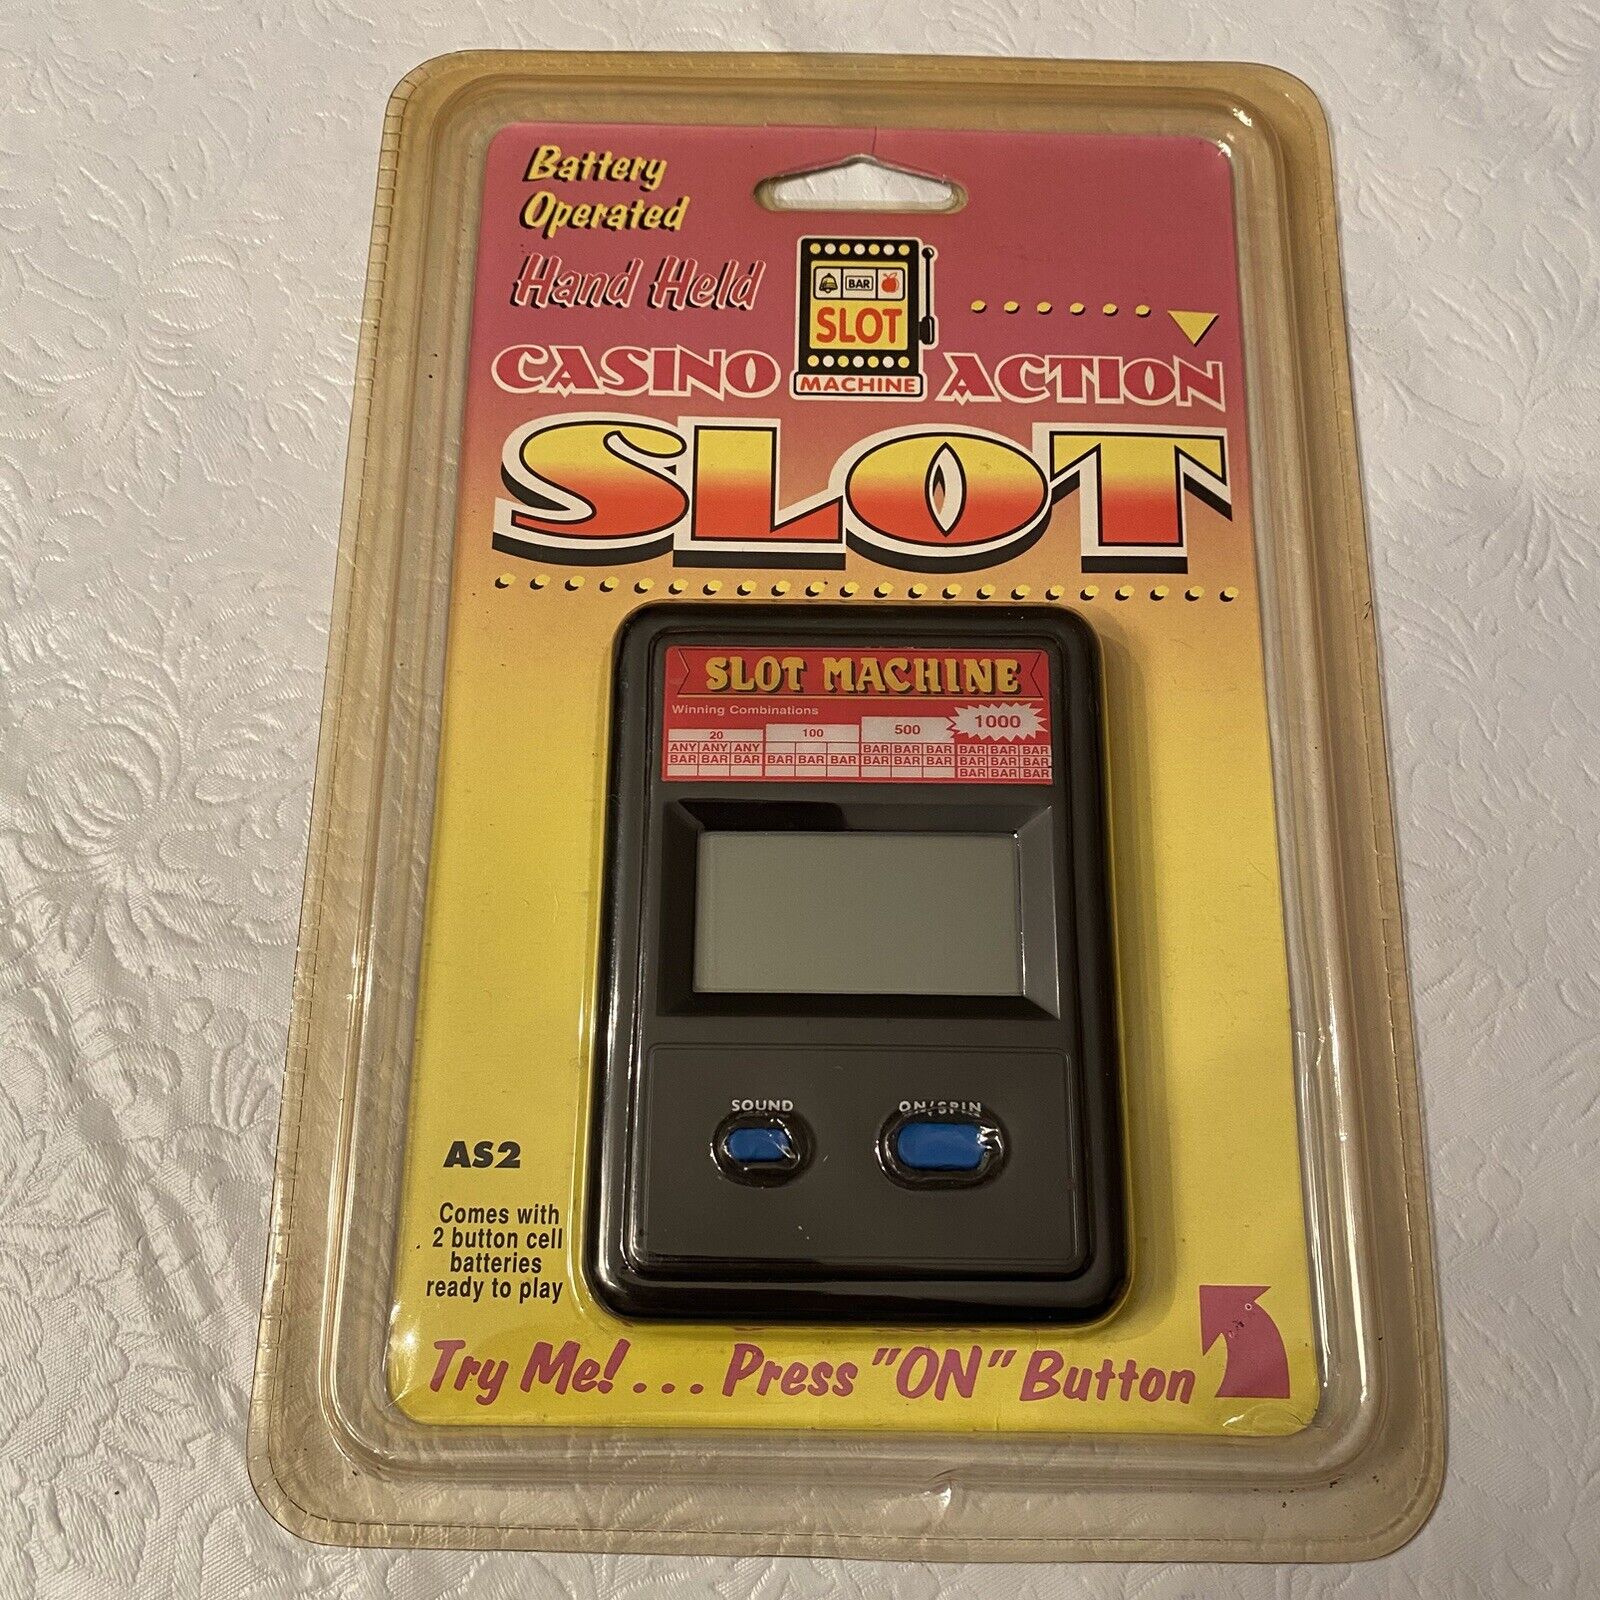 Battery
Operated
Hand Held
BAR
SLOT
MACHINE
CASINO ACTION
SLOT
SLOT MACHINE
Winning Combinations
20 100 500 1000
ANY ANY ANY BAR BAR BAR BAR BAR BAR
BAR BAR BAR BAR BAR BAR BAR BAR BAR BAR BAR BAR
BAR BAR BAR
SOUND ON/SPIN
AS2
Comes with
2 button cell
batteries
ready to play
Try Me! ... Press "ON" Button